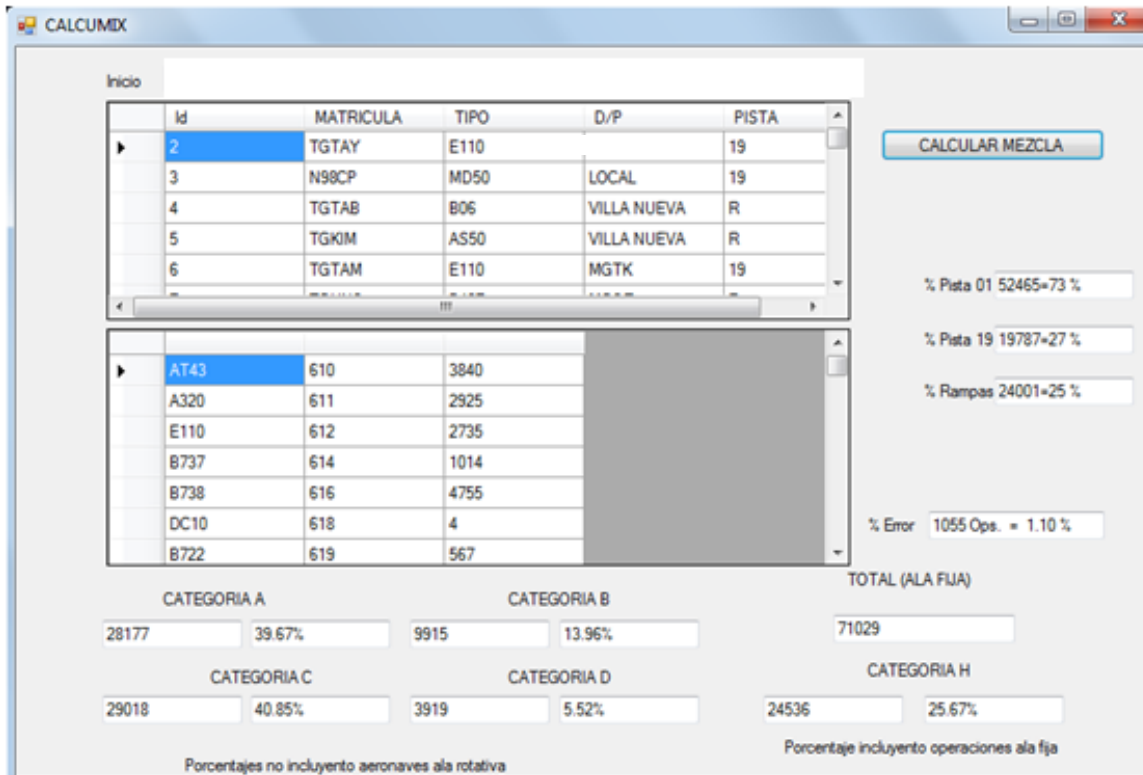 CALCUMIX
Inicio
Id MATRICULA TIPO D/P PISTA
2 TGTAY E110 19
3 N98CP MD50 LOCAL 19
4 TGTAB B06 VILLA NUEVA R
5 TGKIM AS50 VILLA NUEVA R
6 TGTAM E110 MGTK 19
CALCULAR MEZCLA
% Pista 01 52465=73 %
% Pista 19 19787=27 %
% Rampas 24001=25 %
AT43 610 3840
A320 611 2925
E110 612 2735
B737 614 1014
B738 616 4755
DC10 618 4
B722 619 567
% Error 1055 Ops. = 1.10 %
TOTAL (ALA FIJA)
71029
CATEGORIA A CATEGORIA B
28177 39.67% 9915 13.96%
CATEGORIA C CATEGORIA D CATEGORIA H
29018 40.85% 3919 5.52% 24536 25.67%
Porcentajes no incluyento aeronaves ala rotativa
Porcentaje incluyento operaciones ala fija